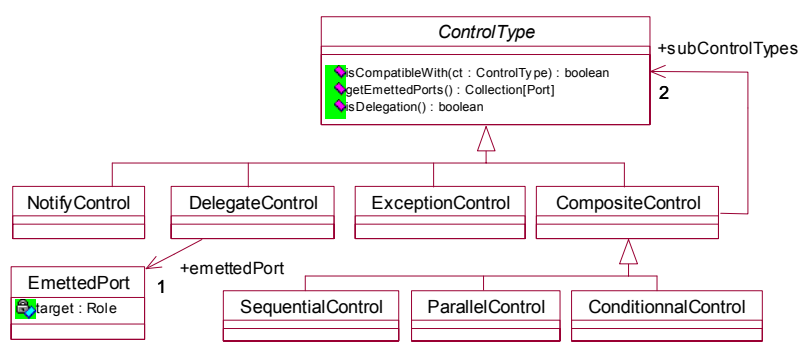 ControlType
+subControlTypes
isCompatibleWith(ct : ControlType) : boolean
getEmettedPorts() : Collection[Port]
isDelegation() : boolean
2
NotifyControl
DelegateControl
ExceptionControl
CompositeControl
+emettedPort
EmettedPort
1
target : Role
SequentialControl
ParallelControl
ConditionnalControl